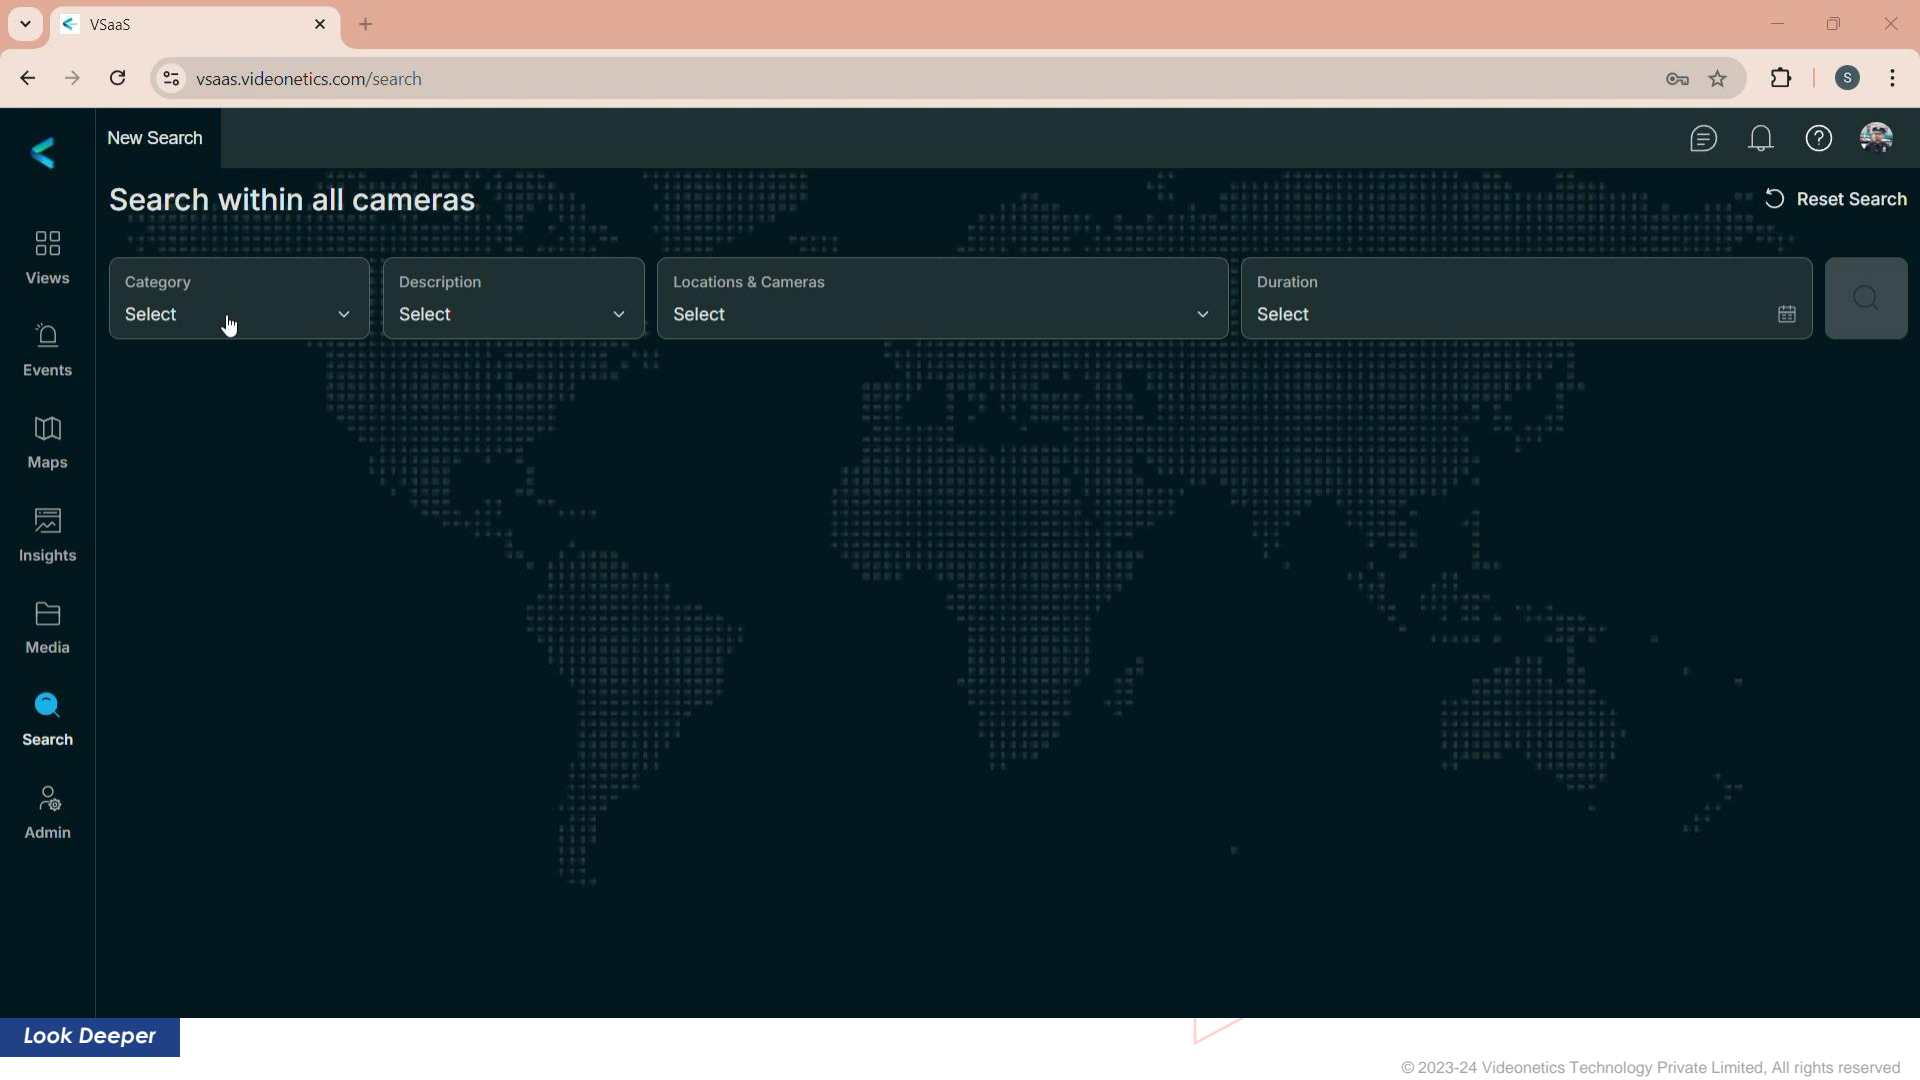 VSaaS
vsaas.videonetics.com/search
S
New Search
Search within all cameras
Reset Search
Category
Select
Description
Select
Locations & Cameras
Select
Duration
Select
Views
Events
Maps
Insights
Media
Search
Admin
Look Deeper
© 2023-24 Videonetics Technology Private Limited, All rights reserved